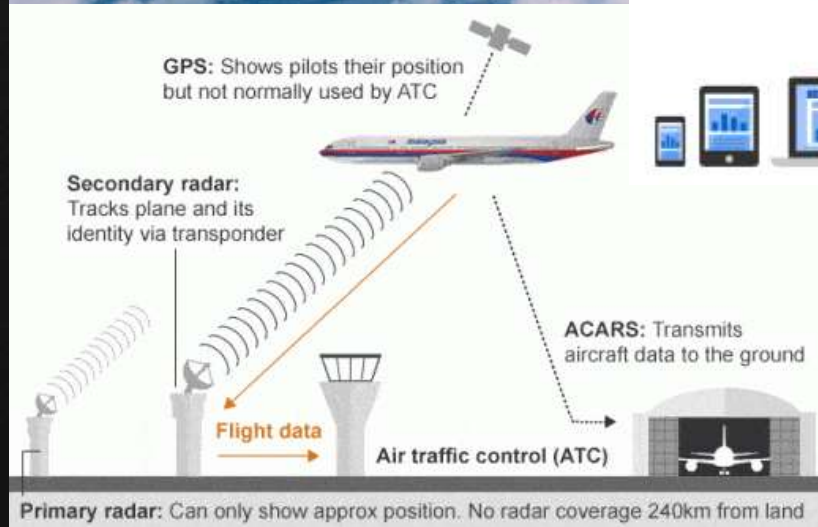 GPS: Shows pilots their position
but not normally used by ATC
malaysia
Secondary radar:
Tracks plane and its
identity via transponder
ACARS: Transmits
aircraft data to the ground
Flight data
Air traffic control (ATC)
Primary radar: Can only show approx position. No radar coverage 240km from land